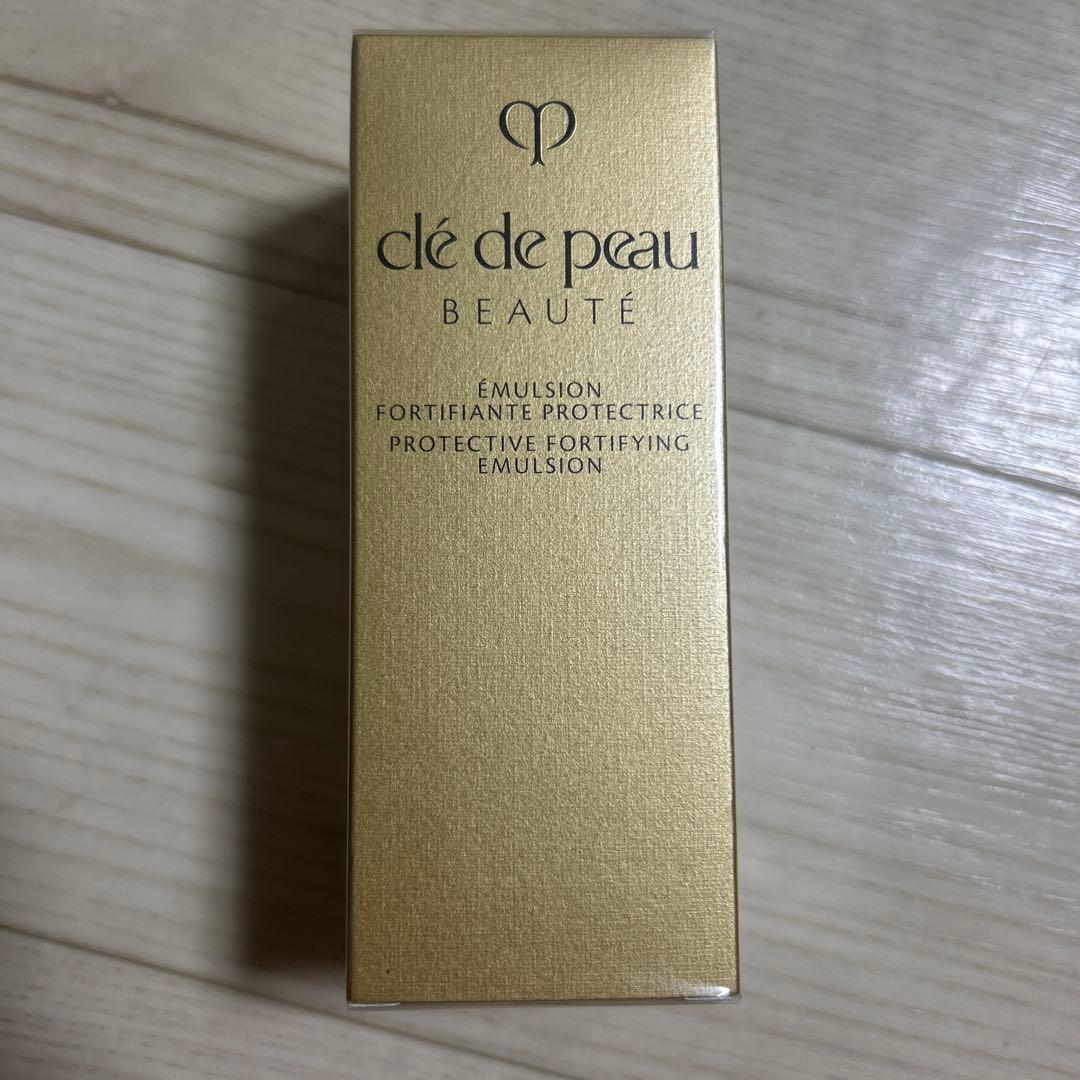 clé de peau
BEAUTÉ
ÉMULSION
FORTIFIANTE PROTECTRICE
PROTECTIVE FORTIFYING
EMULSION